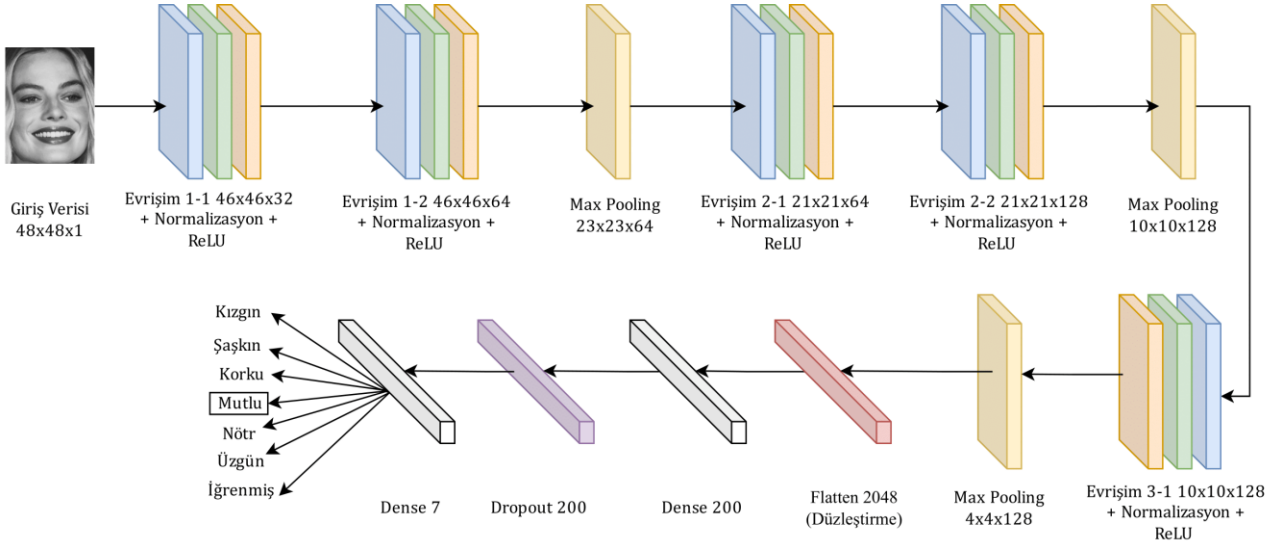 Giriş Verisi
48x48x1
Evrişim 1-1 46x46x32
+ Normalizasyon +
ReLU
Evrişim 1-2 46x46x64
+ Normalizasyon +
ReLU
Max Pooling
23x23x64
Evrişim 2-1 21x21x64
+ Normalizasyon +
ReLU
Evrişim 2-2 21x21x128
+ Normalizasyon +
ReLU
Max Pooling
10x10x128
Kızgın
Şaşkın
Korku
Mutlu
Nötr
Üzgün
İğrenmiş
Dense 7
Dropout 200
Dense 200
Flatten 2048
(Düzleştirme)
Max Pooling
4x4x128
Evrişim 3-1 10x10x128
+ Normalizasyon +
ReLU